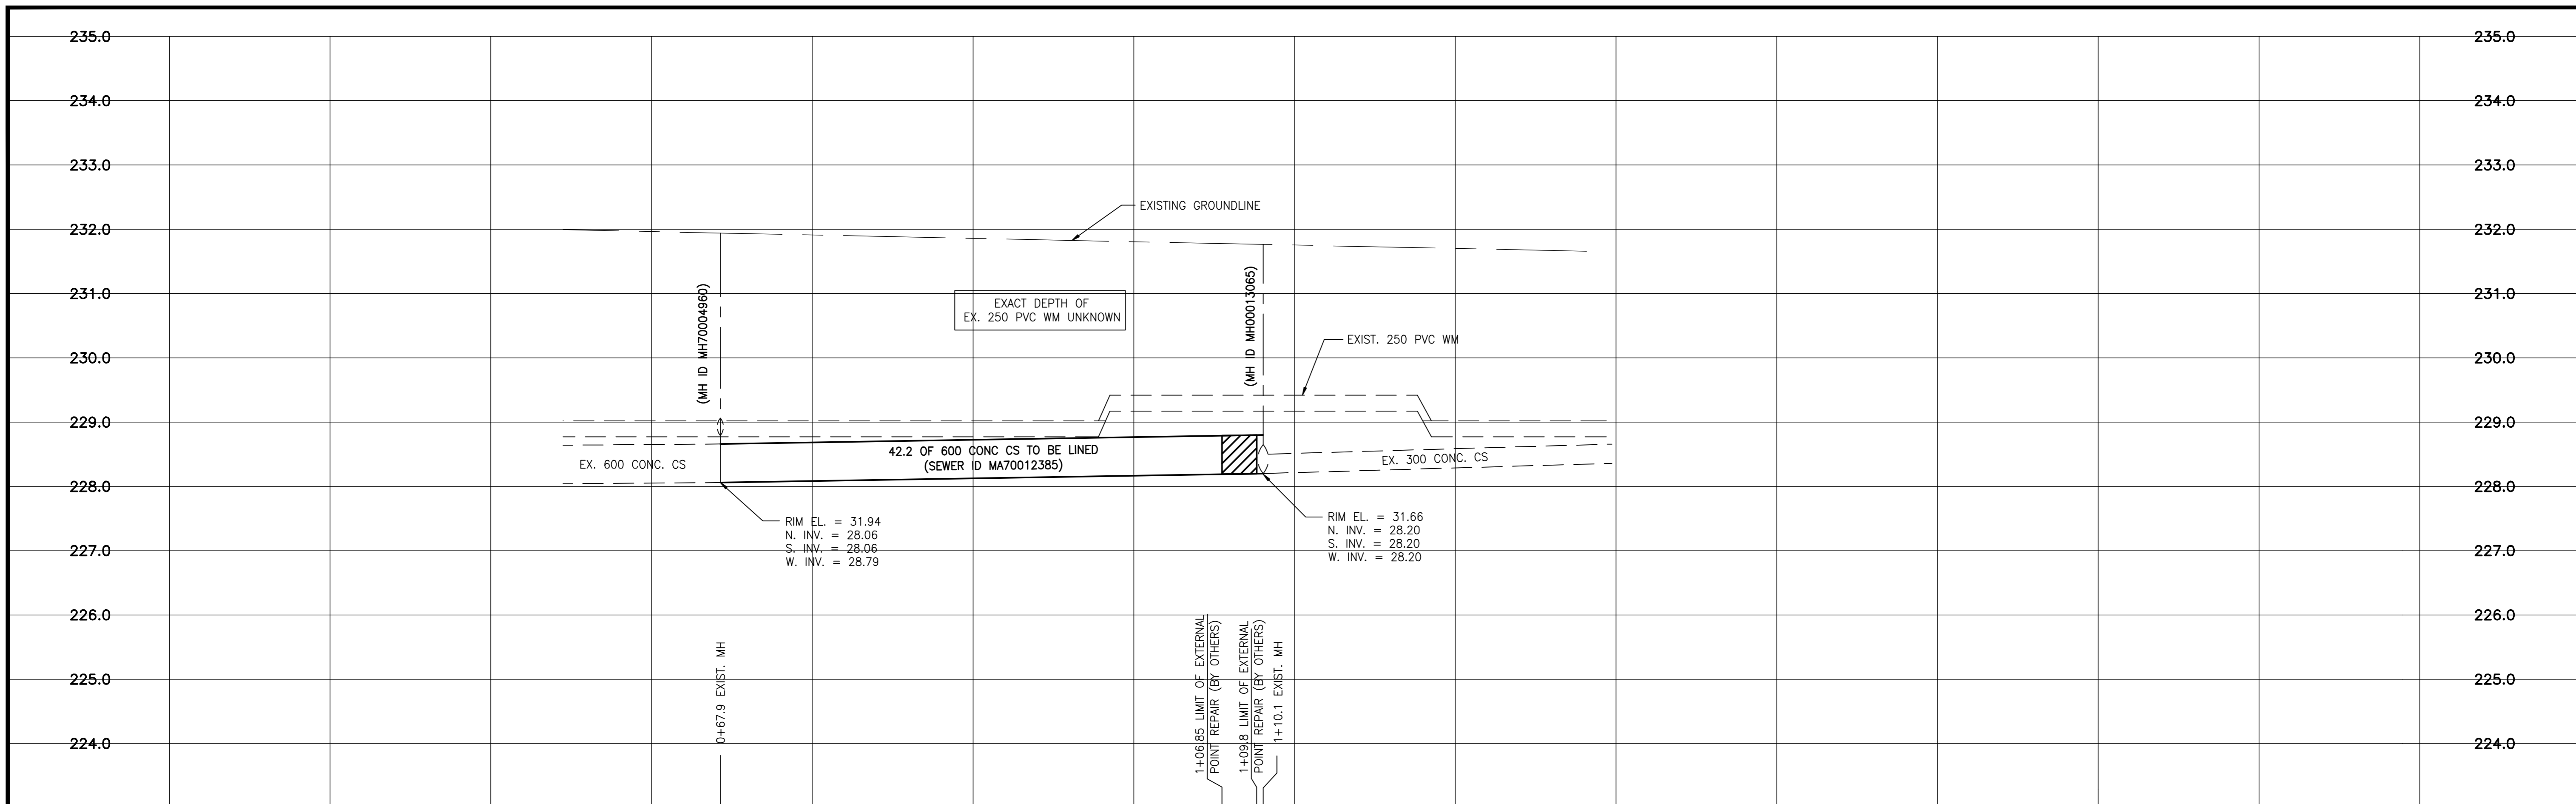 235.0
235.0
234.0
234.0
233.0
233.0
EXISTING GROUNDLINE
232.0
232.0
(MH ID MH70004960)
(MH ID MH00013065)
231.0
231.0
EXACT DEPTH OF
EX. 250 PVC WM UNKNOWN
EXIST. 250 PVC WM
230.0
230.0
229.0
229.0
EX. 600 CONC. CS
42.2 OF 600 CONC CS TO BE LINED
(SEWER ID MA70012385)
EX. 300 CONC. CS
228.0
228.0
RIM EL. = 31.94
N. INV. = 28.06
S. INV. = 28.06
W. INV. = 28.79
RIM EL. = 31.66
N. INV. = 28.20
S. INV. = 28.20
W. INV. = 28.20
227.0
227.0
226.0
226.0
0+67.9 EXIST. MH
1+06.85 LIMIT OF EXTERNAL
POINT REPAIR (BY OTHERS)
1+09.8 LIMIT OF EXTERNAL
POINT REPAIR (BY OTHERS)
1+10.1 EXIST. MH
225.0
225.0
224.0
224.0